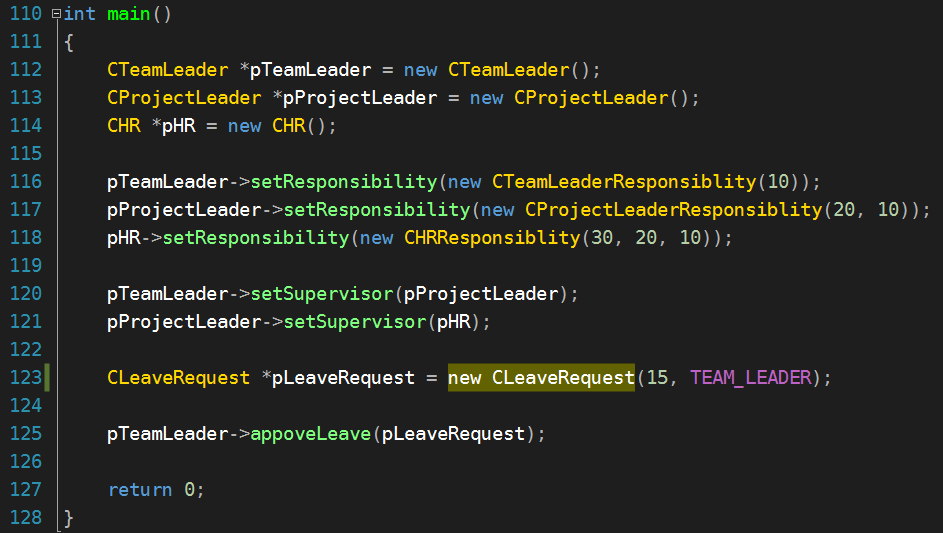 110 int main()
111 {
112 CTeamLeader *pTeamLeader = new CTeamLeader();
113 CProjectLeader *pProjectLeader = new CProjectLeader();
114 CHR *pHR = new CHR();
115
116 pTeamLeader->setResponsibility(new CTeamLeaderResponsiblity(10));
117 pProjectLeader->setResponsibility(new CProjectLeaderResponsiblity(20, 10));
118 pHR->setResponsibility(new CHRResponsiblity(30, 20, 10));
119
120 pTeamLeader->setSupervisor(pProjectLeader);
121 pProjectLeader->setSupervisor(pHR);
122
123 CLeaveRequest *pLeaveRequest = new CLeaveRequest(15, TEAM_LEADER);
124
125 pTeamLeader->appoveLeave(pLeaveRequest);
126
127 return 0;
128 }